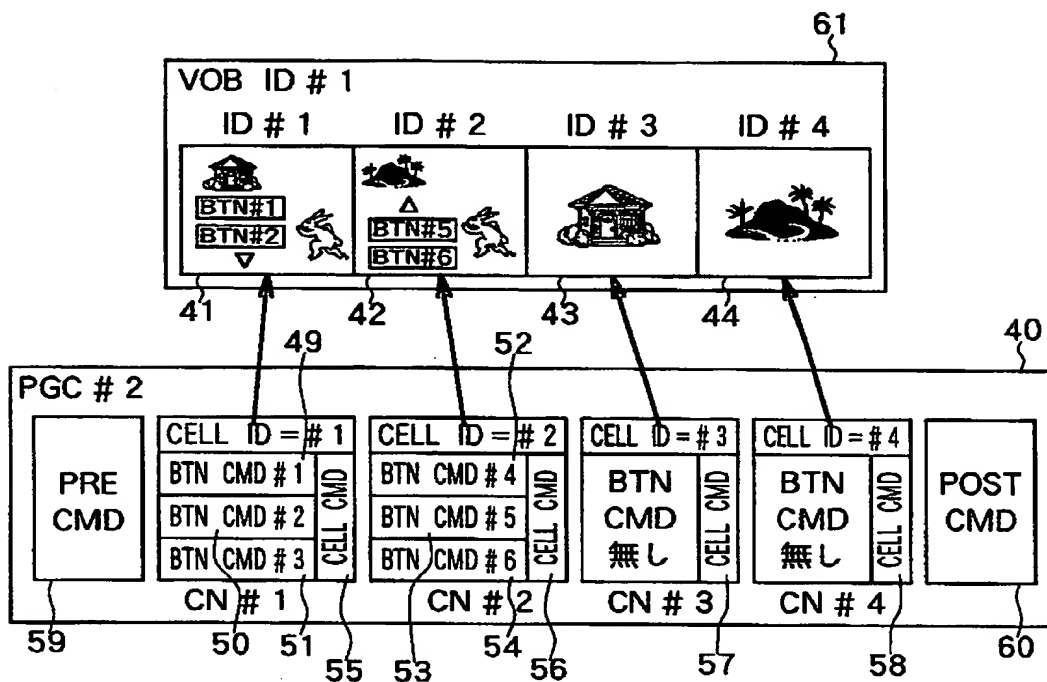 61
VOB ID # 1
ID # 1 ID # 2 ID # 3 ID # 4
BTN#1
BTN#2
▽
△
BTN#5
BTN#6
41 42 43 44
49 52 40
PGC # 2
PRE
CMD
CELL ID = # 1
BTN CMD # 1
BTN CMD # 2
BTN CMD # 3
CELL CMD
CN # 1
CELL ID = # 2
BTN CMD # 4
BTN CMD # 5
BTN CMD # 6
CELL CMD
CN # 2
CELL ID = # 3
BTN
CMD
無し
CELL CMD
CN # 3
CELL ID = # 4
BTN
CMD
無し
CELL CMD
CN # 4
POST
CMD
59 50 51 55 53 54 56 57 58 60